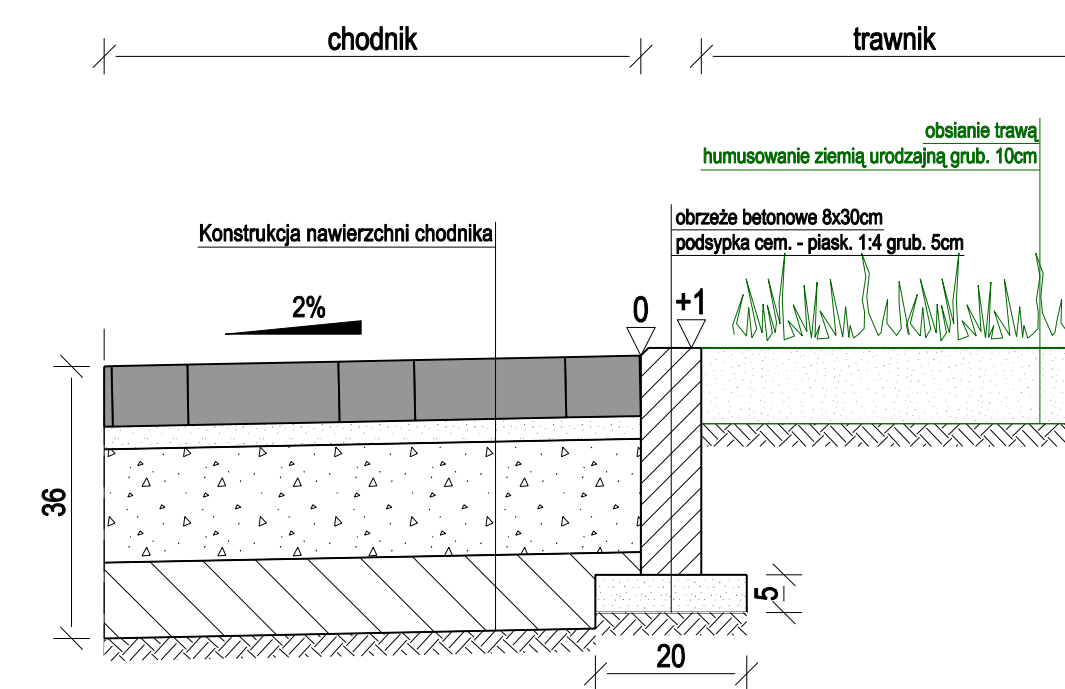 chodnik
trawnik
obsianie trawą
humusowanie ziemią urodzajną grub. 10cm
obrzeże betonowe 8x30cm
podsypka cem. - piask. 1:4 grub. 5cm
Konstrukcja nawierzchni chodnika
2%
0
+1
36
5
20